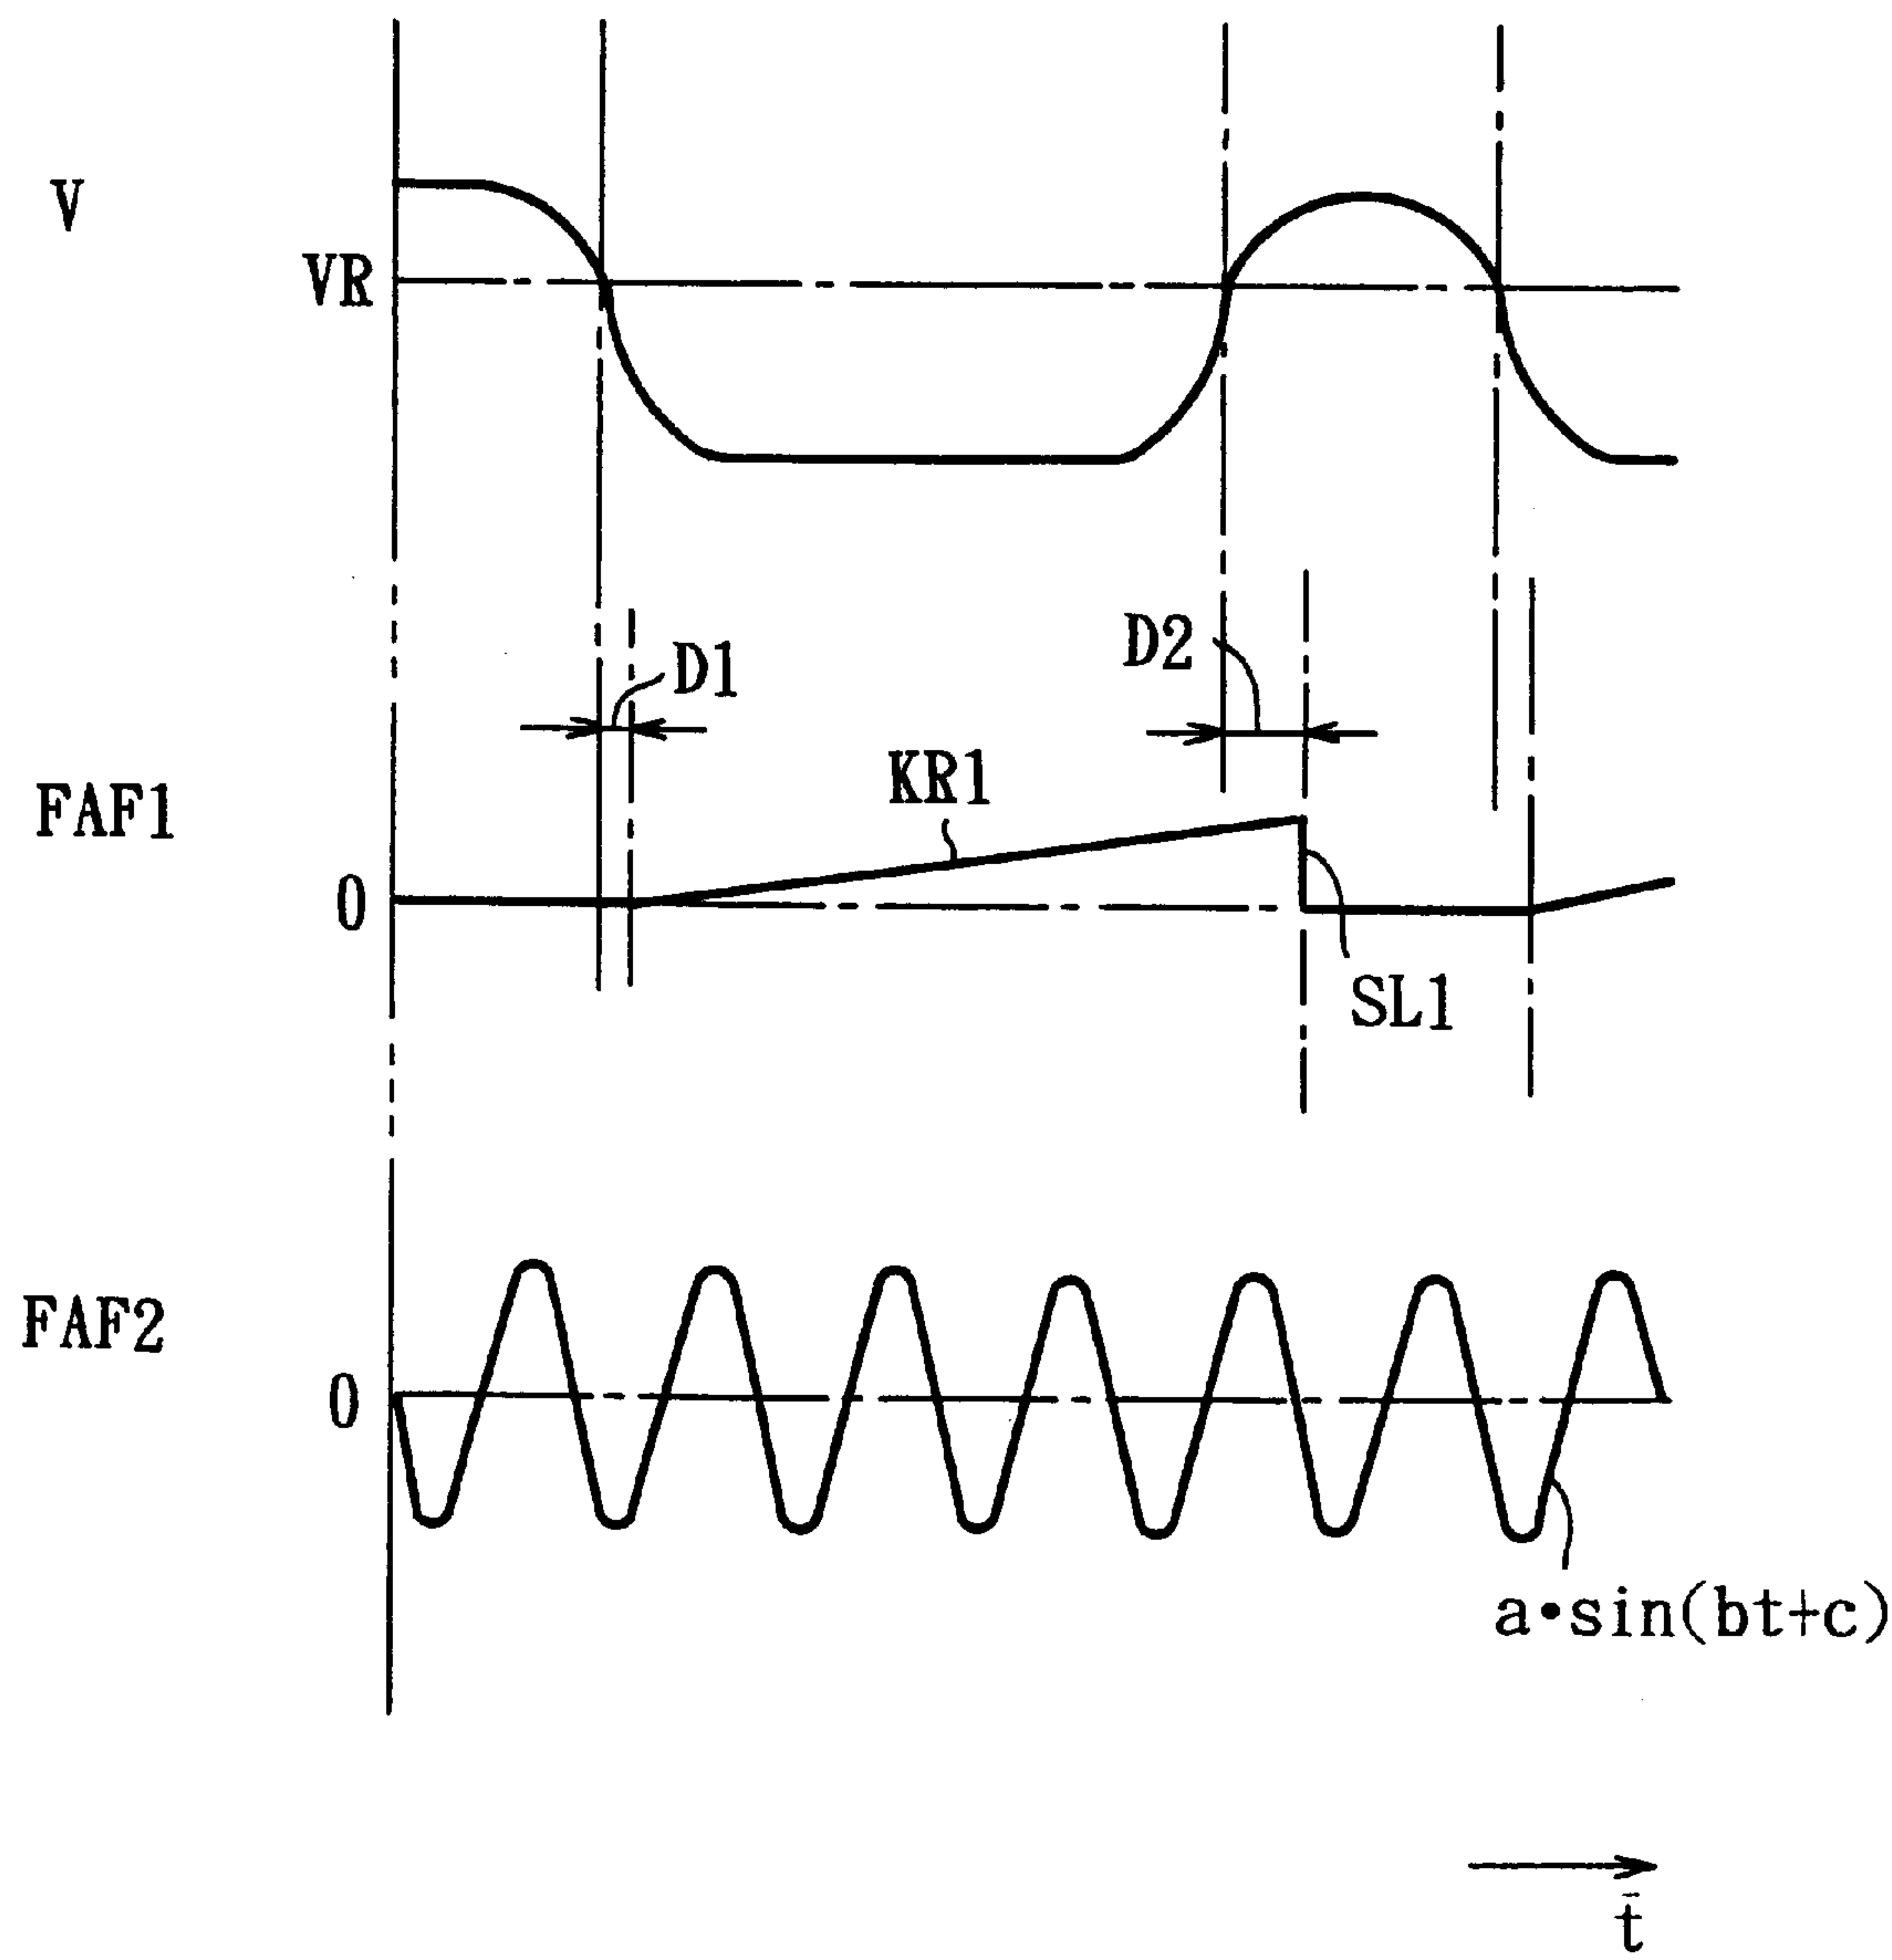 V
VR
D1
D2
KR1
FAF1
0
SL1
FAF2
0
a•sin(bt+c)
t